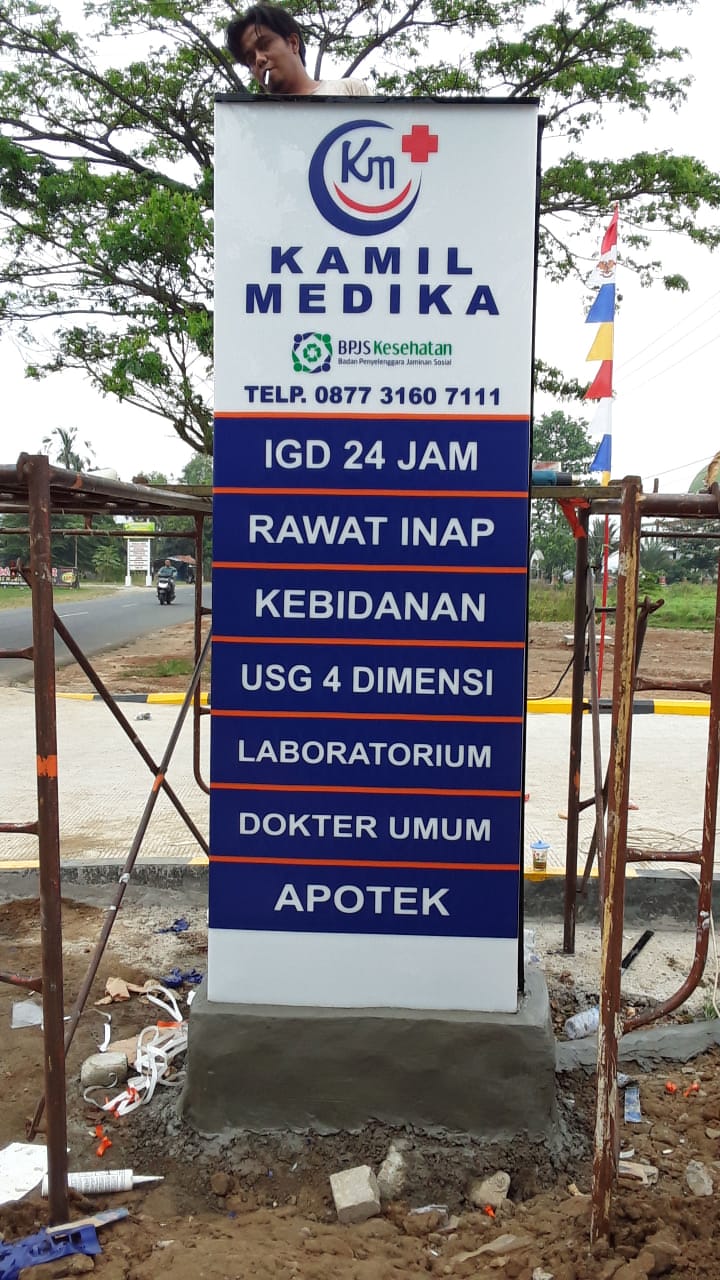 Km
KAMIL
MEDIKA
BPJS Kesehatan
Badan Penyelenggara Jaminan Sosial
TELP. 0877 3160 7111
IGD 24 JAM
RAWAT INAP
KEBIDANAN
USG 4 DIMENSI
LABORATORIUM
DOKTER UMUM
APOTEK